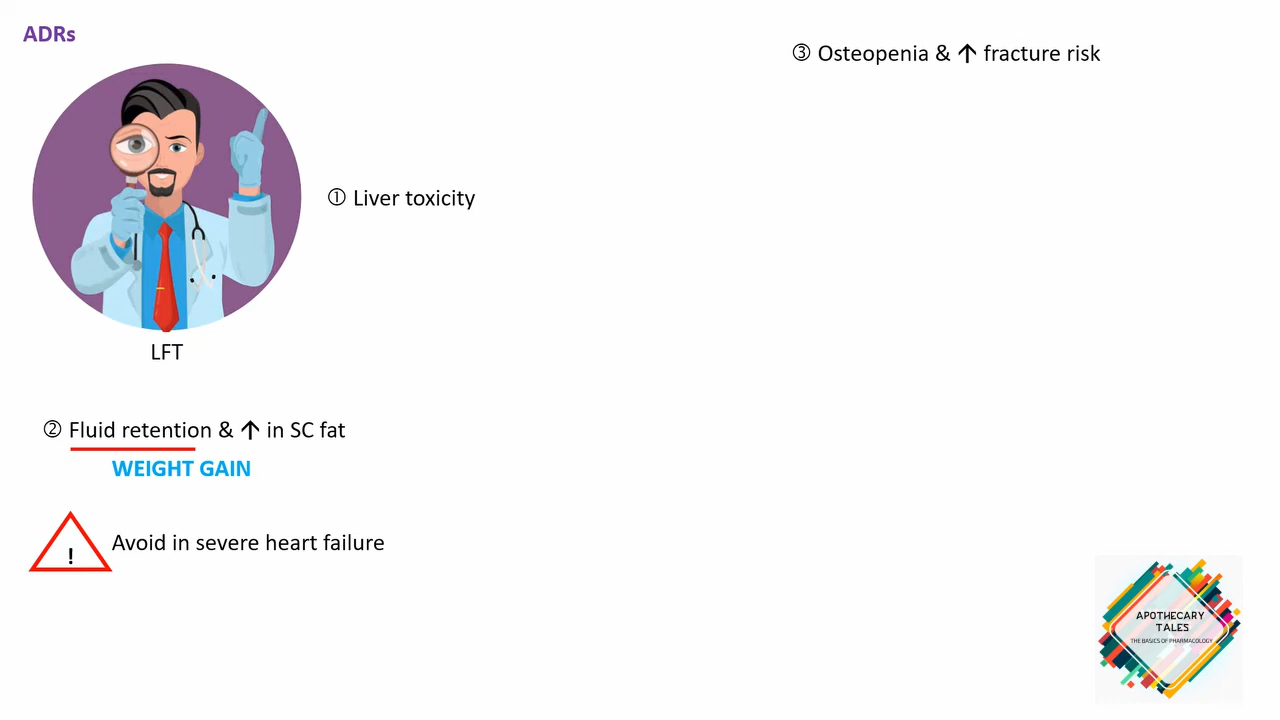 ADRs
① Liver toxicity
LFT
② Fluid retention & ↑ in SC fat
WEIGHT GAIN
! Avoid in severe heart failure
③ Osteopenia & ↑ fracture risk
APOTHECARY
TALES
THE BASICS OF PHARMACOLOGY